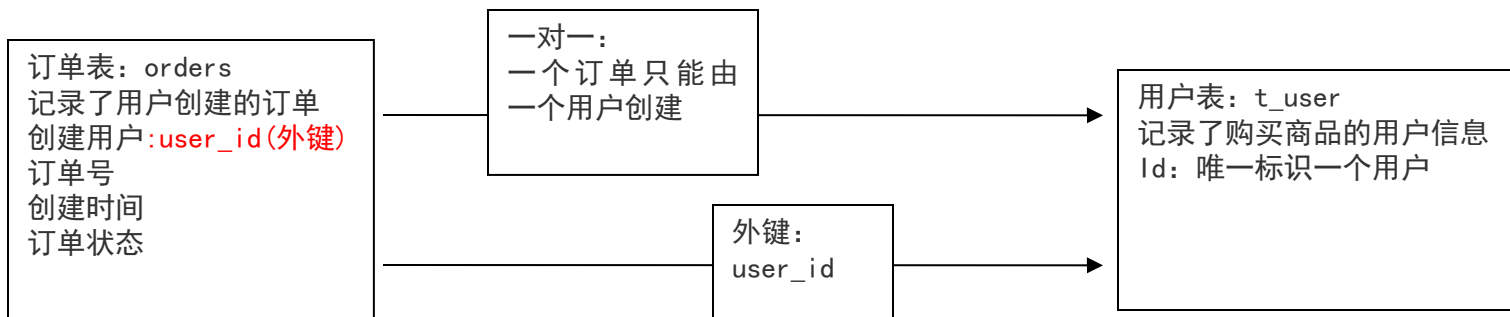 订单表：orders
记录了用户创建的订单
创建用户:user_id(外键)
订单号
创建时间
订单状态
一对一：
一个订单只能由
一个用户创建
外键：
user_id
用户表：t_user
记录了购买商品的用户信息
Id：唯一标识一个用户